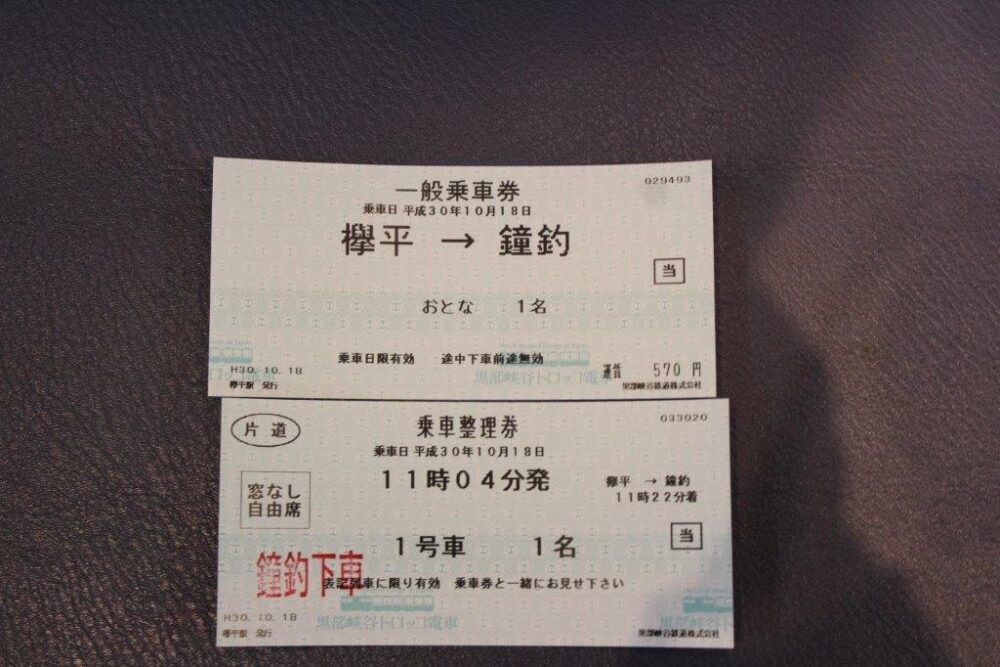 029493
一般乗車券
乗車日 平成30年10月18日
欅平 → 鐘釣
当
おとな 1名
乗車日限有効 途中下車前途無効
運賃 570 円
H30.10.18
欅平駅 発行
黒部峡谷トロッコ電車
黒部峡谷鉄道株式会社
033020
片道
乗車整理券
乗車日 平成30年10月18日
11時04分発
欅平 → 鐘釣
11時22分着
窓なし
自由席
当
1号車 1名
鐘釣下車
表記列車に限り有効 乗車券と一緒にお見せ下さい
H30.10.18
欅平駅 発行
黒部峡谷トロッコ電車
黒部峡谷鉄道株式会社